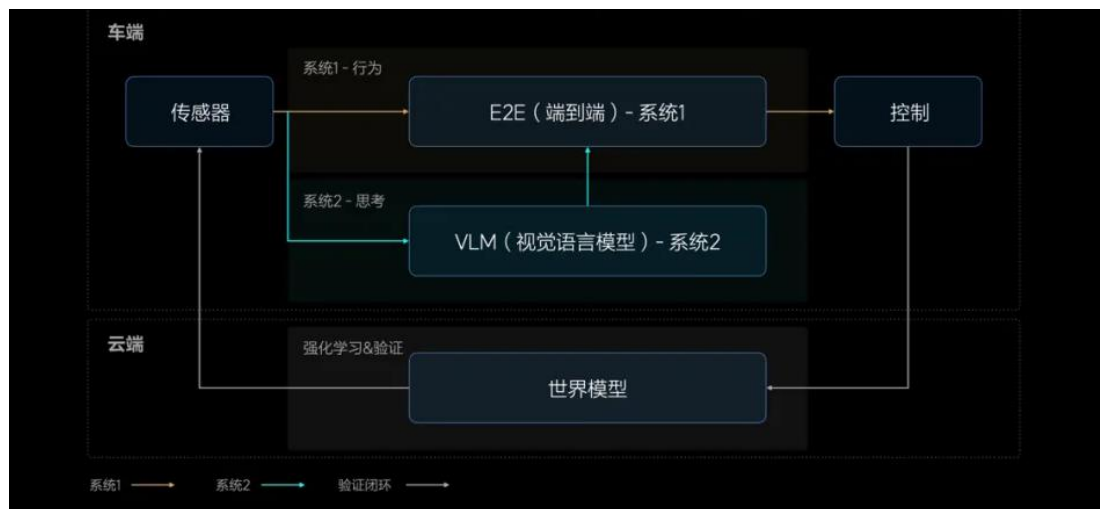 车端
系统1 - 行为
传感器
E2E（端到端）- 系统1
控制
系统2 - 思考
VLM（视觉语言模型）- 系统2
云端
强化学习&验证
世界模型
系统1
系统2
验证闭环